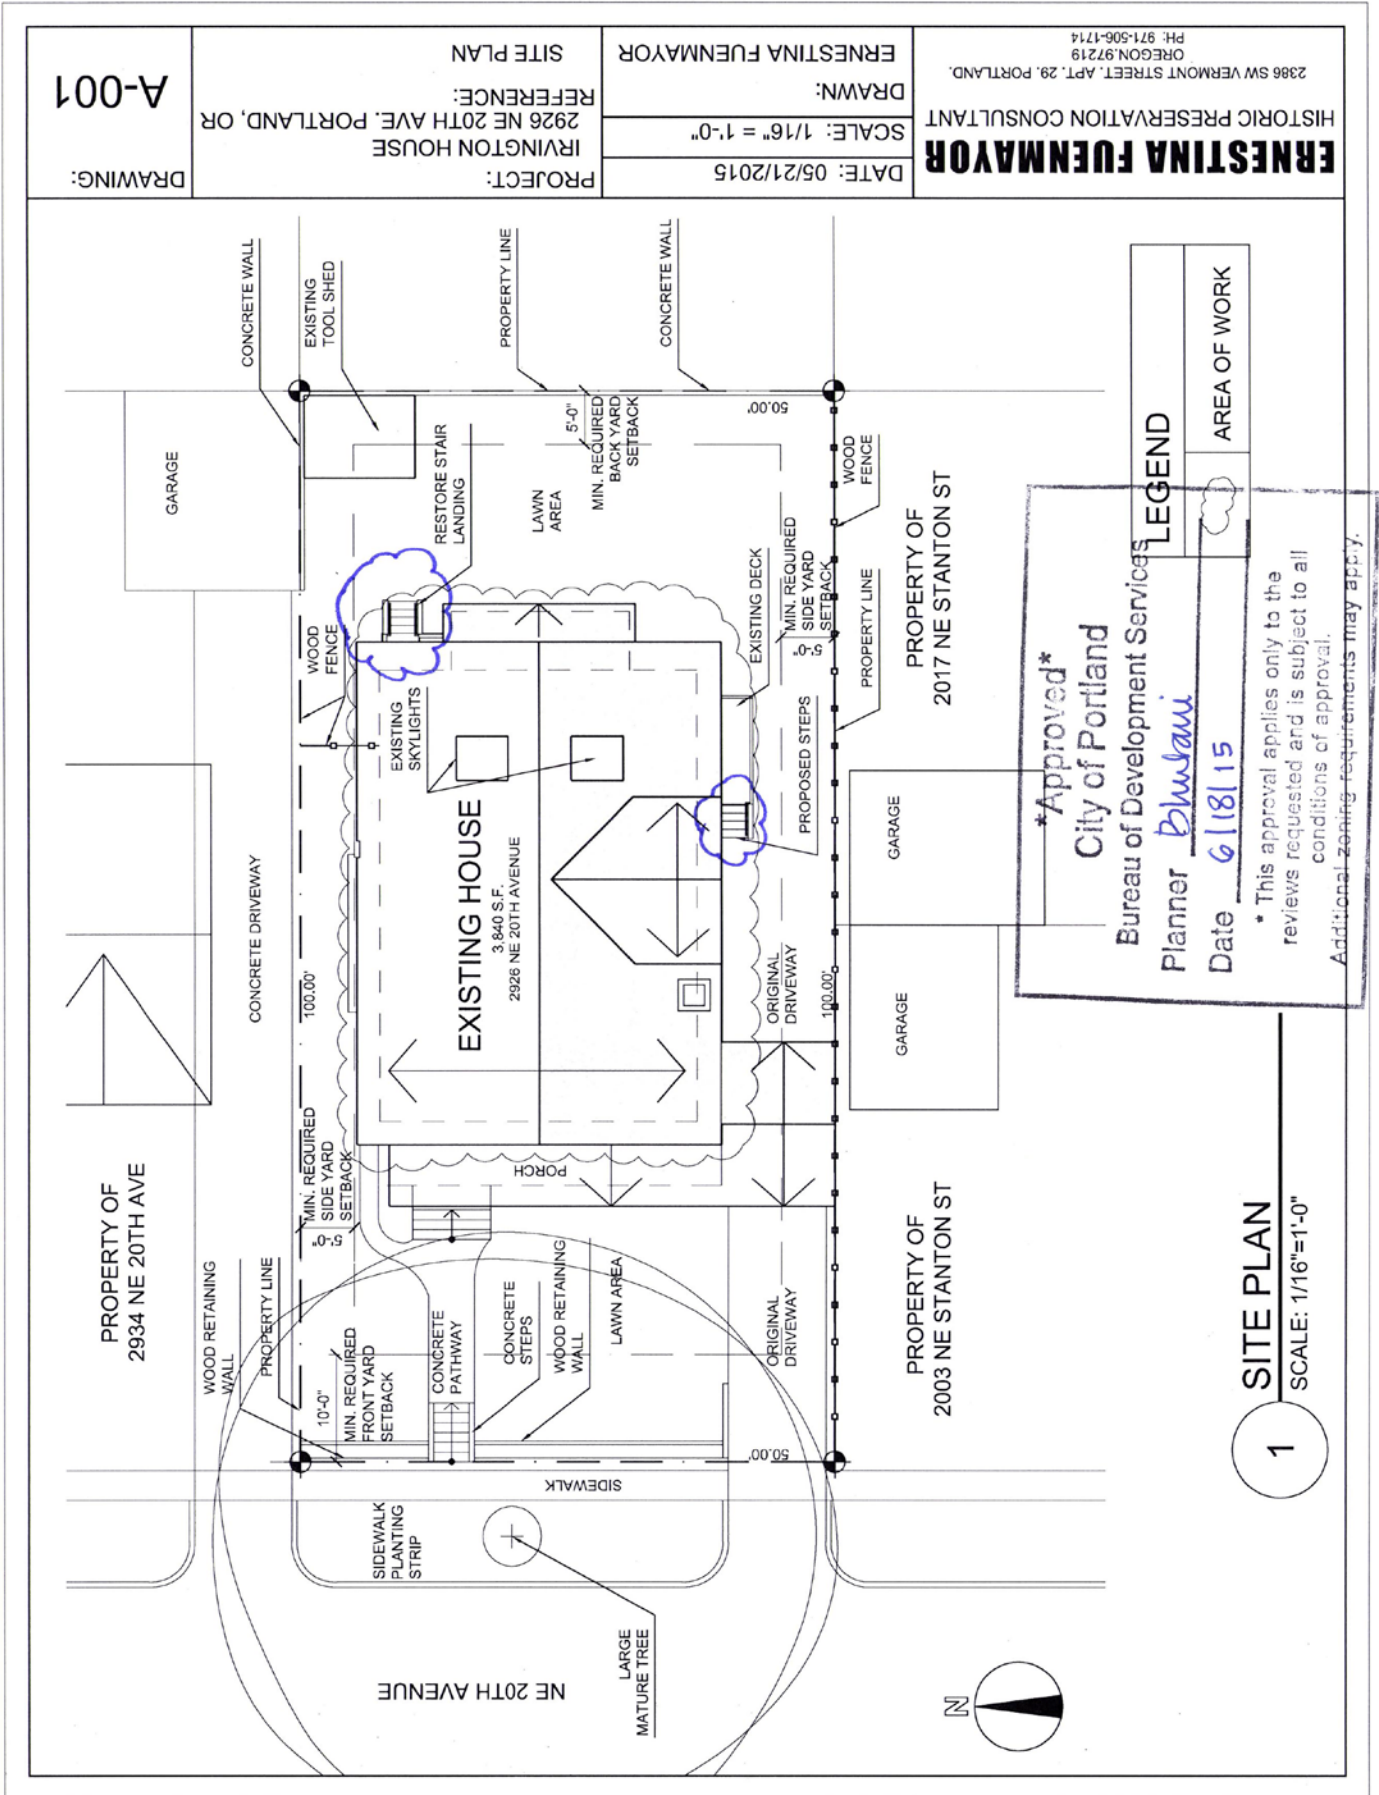 ERNESTINA FUENMAYOR
HISTORIC PRESERVATION CONSULTANT
2386 SW VERMONT STREET. APT. 29. PORTLAND.
OREGON.97219
PH: 971-506-1714
DATE: 05/21/2015
SCALE: 1/16" = 1'-0"
DRAWN:
ERNESTINA FUENMAYOR
PROJECT:
IRVINGTON HOUSE
2926 NE 20TH AVE. PORTLAND, OR
REFERENCE:
SITE PLAN
DRAWING:
A-001
CONCRETE WALL
EXISTING
TOOL SHED
PROPERTY LINE
CONCRETE WALL
GARAGE
RESTORE STAIR
LANDING
LAWN
AREA
5'-0"
MIN. REQUIRED
BACK YARD
SETBACK
50.00'
WOOD
FENCE
WOOD
FENCE
EXISTING
SKYLIGHTS
EXISTING DECK
MIN. REQUIRED
SIDE YARD
SETBACK
5'-0"
PROPERTY LINE
PROPERTY OF
2017 NE STANTON ST
PROPOSED STEPS
CONCRETE DRIVEWAY
100.00'
EXISTING HOUSE
3,840 S.F.
2926 NE 20TH AVENUE
ORIGINAL
DRIVEWAY
100.00'
GARAGE
GARAGE
PROPERTY OF
2934 NE 20TH AVE
MIN. REQUIRED
SIDE YARD
SETBACK
5'-0"
PORCH
WOOD RETAINING
WALL
PROPERTY LINE
10'-0"
MIN. REQUIRED
FRONT YARD
SETBACK
CONCRETE
PATHWAY
CONCRETE
STEPS
WOOD RETAINING
WALL
LAWN AREA
ORIGINAL
DRIVEWAY
50.00'
PROPERTY OF
2003 NE STANTON ST
SIDEWALK
SIDEWALK
PLANTING
STRIP
LARGE
MATURE TREE
NE 20TH AVENUE
N
LEGEND
AREA OF WORK
*Approved*
City of Portland
Bureau of Development Services
Planner
Date 6/18/15
* This approval applies only to the
reviews requested and is subject to all
conditions of approval.
Additional zoning requirements may apply.
1
SITE PLAN
SCALE: 1/16"=1'-0"